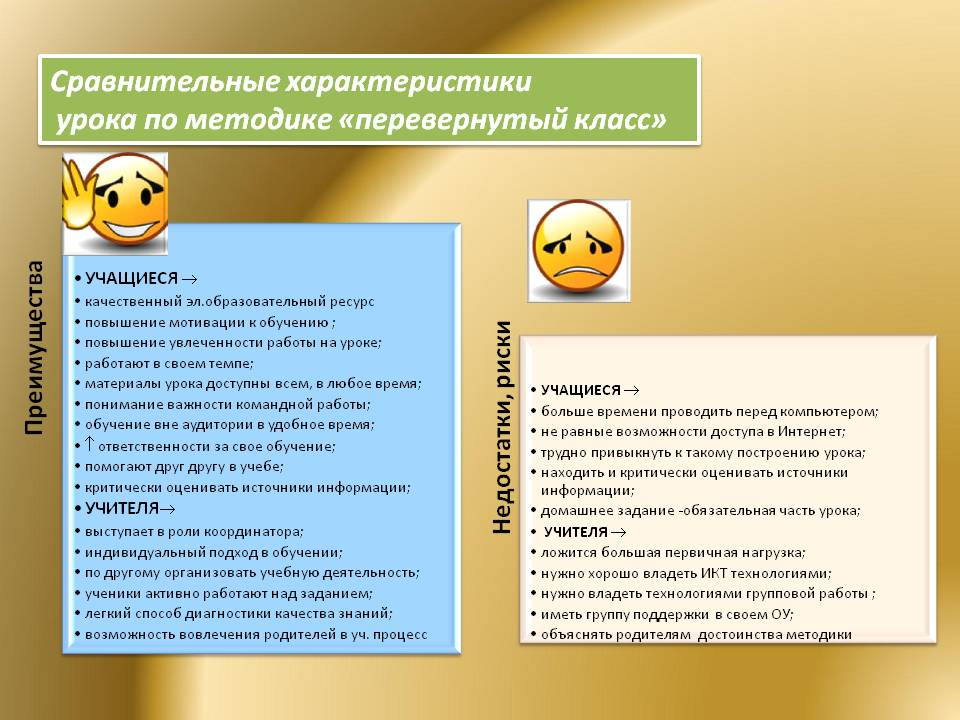 Сравнительные характеристики
урока по методике «перевернутый класс»
Преимущества
• УЧАЩИЕСЯ →
• качественный эл.образовательный ресурс
• повышение мотивации к обучению ;
• повышение увлеченности работы на уроке;
• работают в своем темпе;
• материалы урока доступны всем, в любое время;
• понимание важности командной работы;
• обучение вне аудитории в удобное время;
• ↑ ответственности за свое обучение;
• помогают друг другу в учебе;
• критически оценивать источники информации;
• УЧИТЕЛЯ→
• выступает в роли координатора;
• индивидуальный подход в обучении;
• по другому организовать учебную деятельность;
• ученики активно работают над заданием;
• легкий способ диагностики качества знаний;
• возможность вовлечения родителей в уч. процесс
Недостатки, риски
• УЧАЩИЕСЯ →
• больше времени проводить перед компьютером;
• не равные возможности доступа в Интернет;
• трудно привыкнуть к такому построению урока;
• находить и критически оценивать источники
информации;
• домашнее задание -обязательная часть урока;
• УЧИТЕЛЯ →
• ложится большая первичная нагрузка;
• нужно хорошо владеть ИКТ технологиями;
• нужно владеть технологиями групповой работы ;
• иметь группу поддержки в своем ОУ;
• объяснять родителям достоинства методики